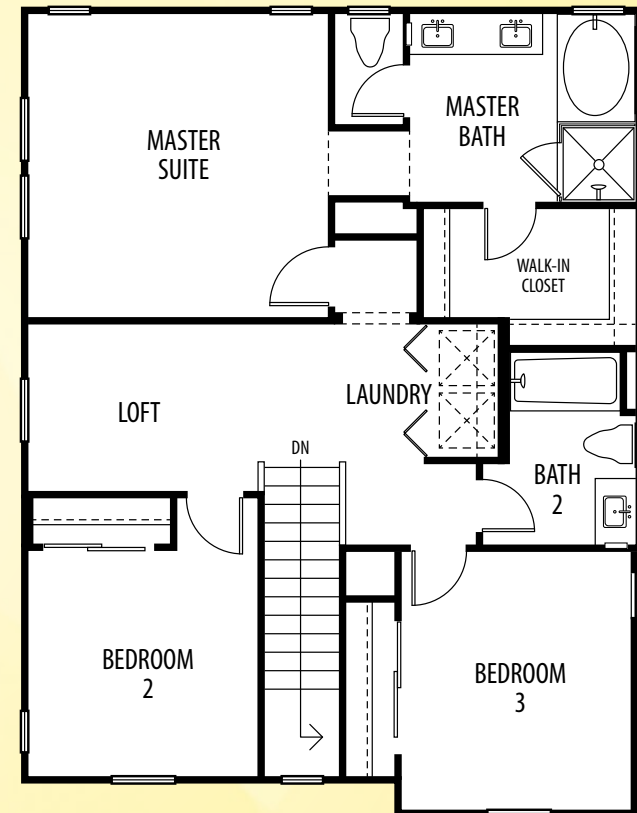 MASTER
SUITE
MASTER
BATH
WALK-IN
CLOSET
LOFT
LAUNDRY
DN
BATH
2
BEDROOM
2
BEDROOM
3